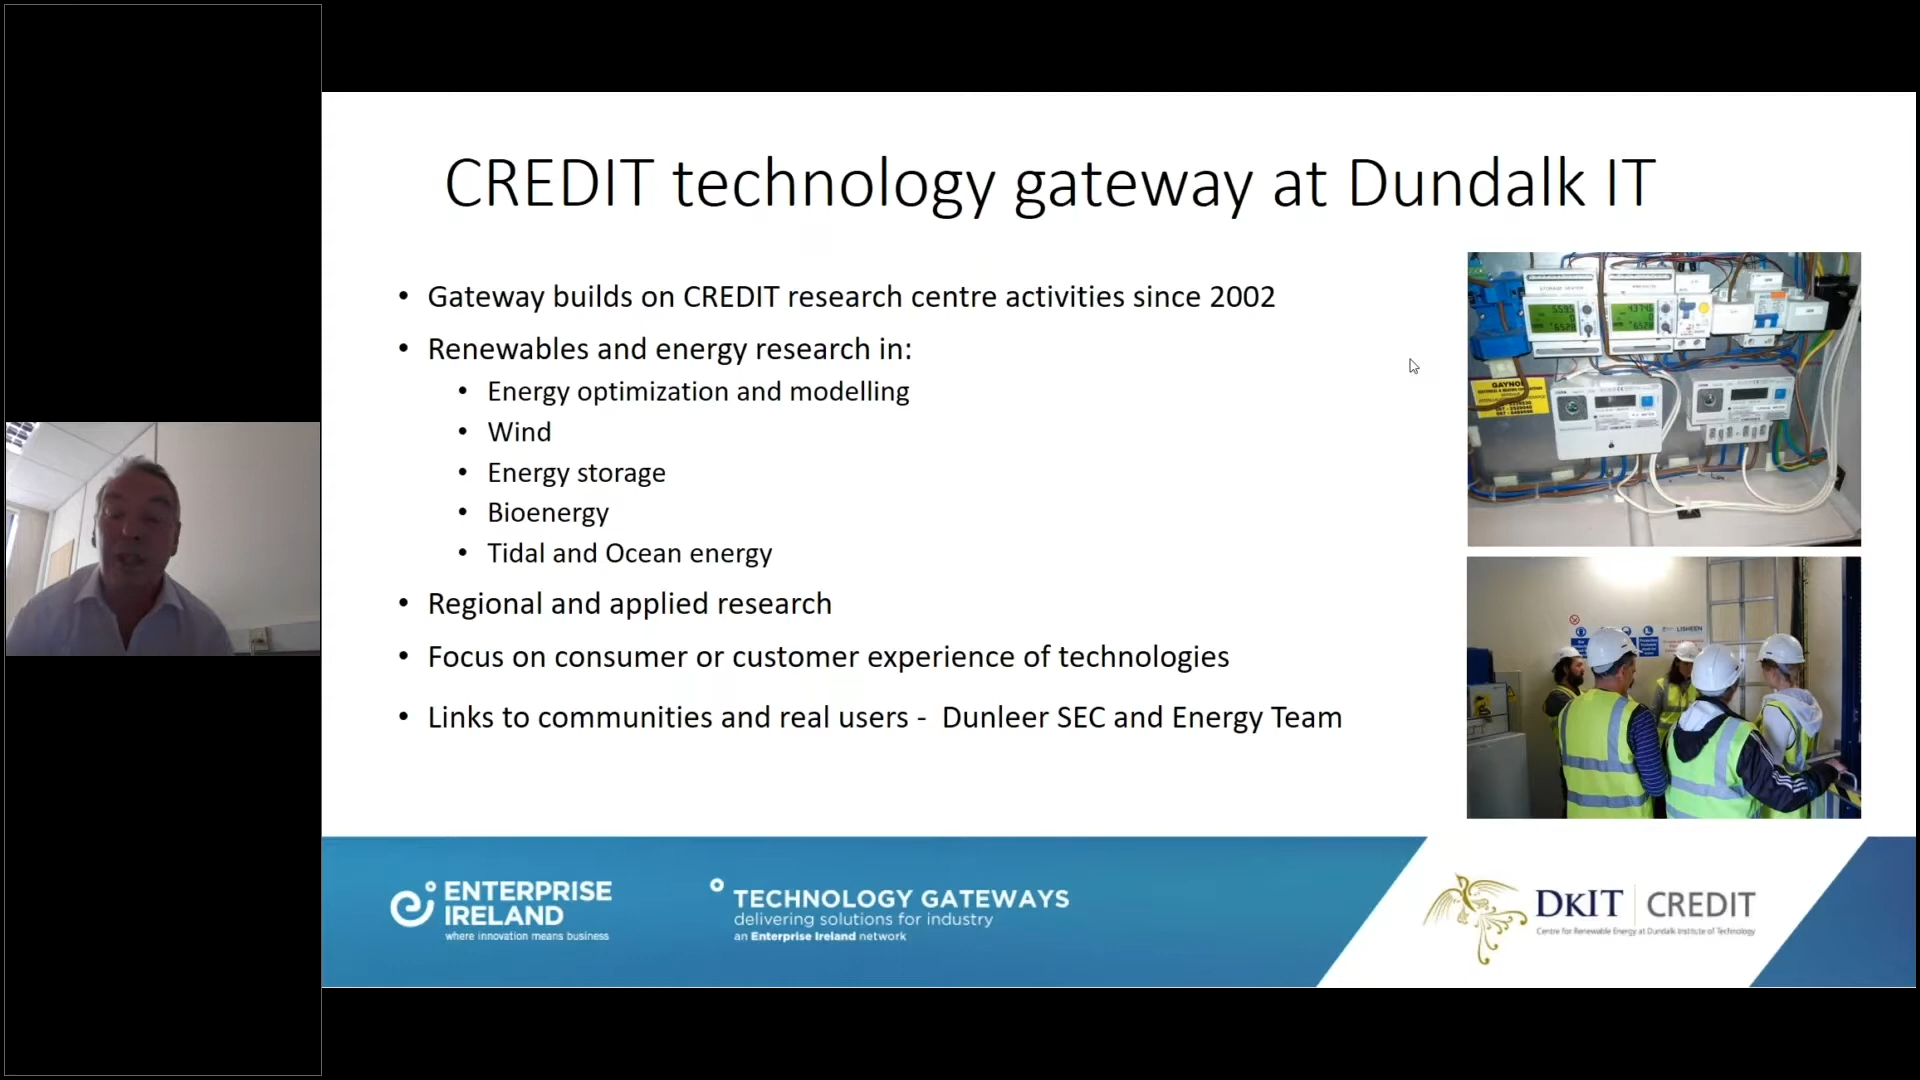 CREDIT technology gateway at Dundalk IT
• Gateway builds on CREDIT research centre activities since 2002
• Renewables and energy research in:
• Energy optimization and modelling
• Wind
• Energy storage
• Bioenergy
• Tidal and Ocean energy
• Regional and applied research
• Focus on consumer or customer experience of technologies
• Links to communities and real users - Dunleer SEC and Energy Team
STORAGE HEATER
GAYNOR
LISHEEN
ENTERPRISE
IRELAND
where innovation means business
TECHNOLOGY GATEWAYS
delivering solutions for industry
an Enterprise Ireland network
DKIT CREDIT
Centre for Renewable Energy at Dundalk Institute of Technology